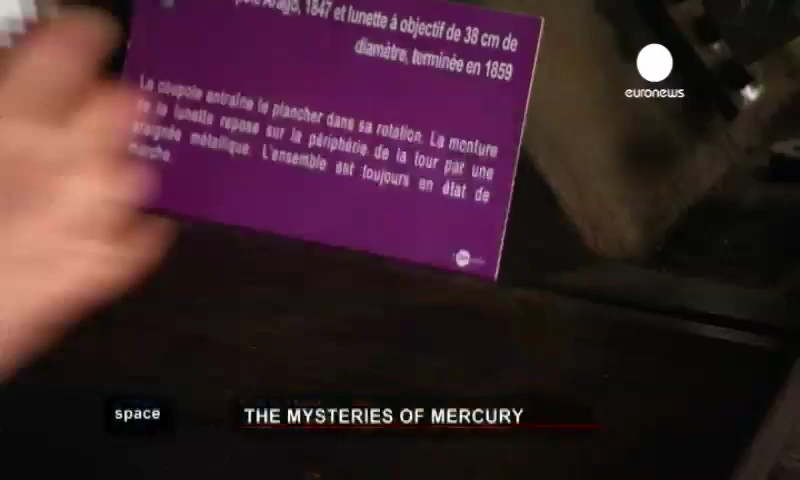 Arago, 1847 et lunette à objectif de 38 cm de
diamètre, terminée en 1859
euronews
La coupole entraîne le plancher dans sa rotation. La monture
de la lunette repose sur la périphérie de la tour par une
araignée métallique. L'ensemble est toujours en état de
marche.
space
THE MYSTERIES OF MERCURY